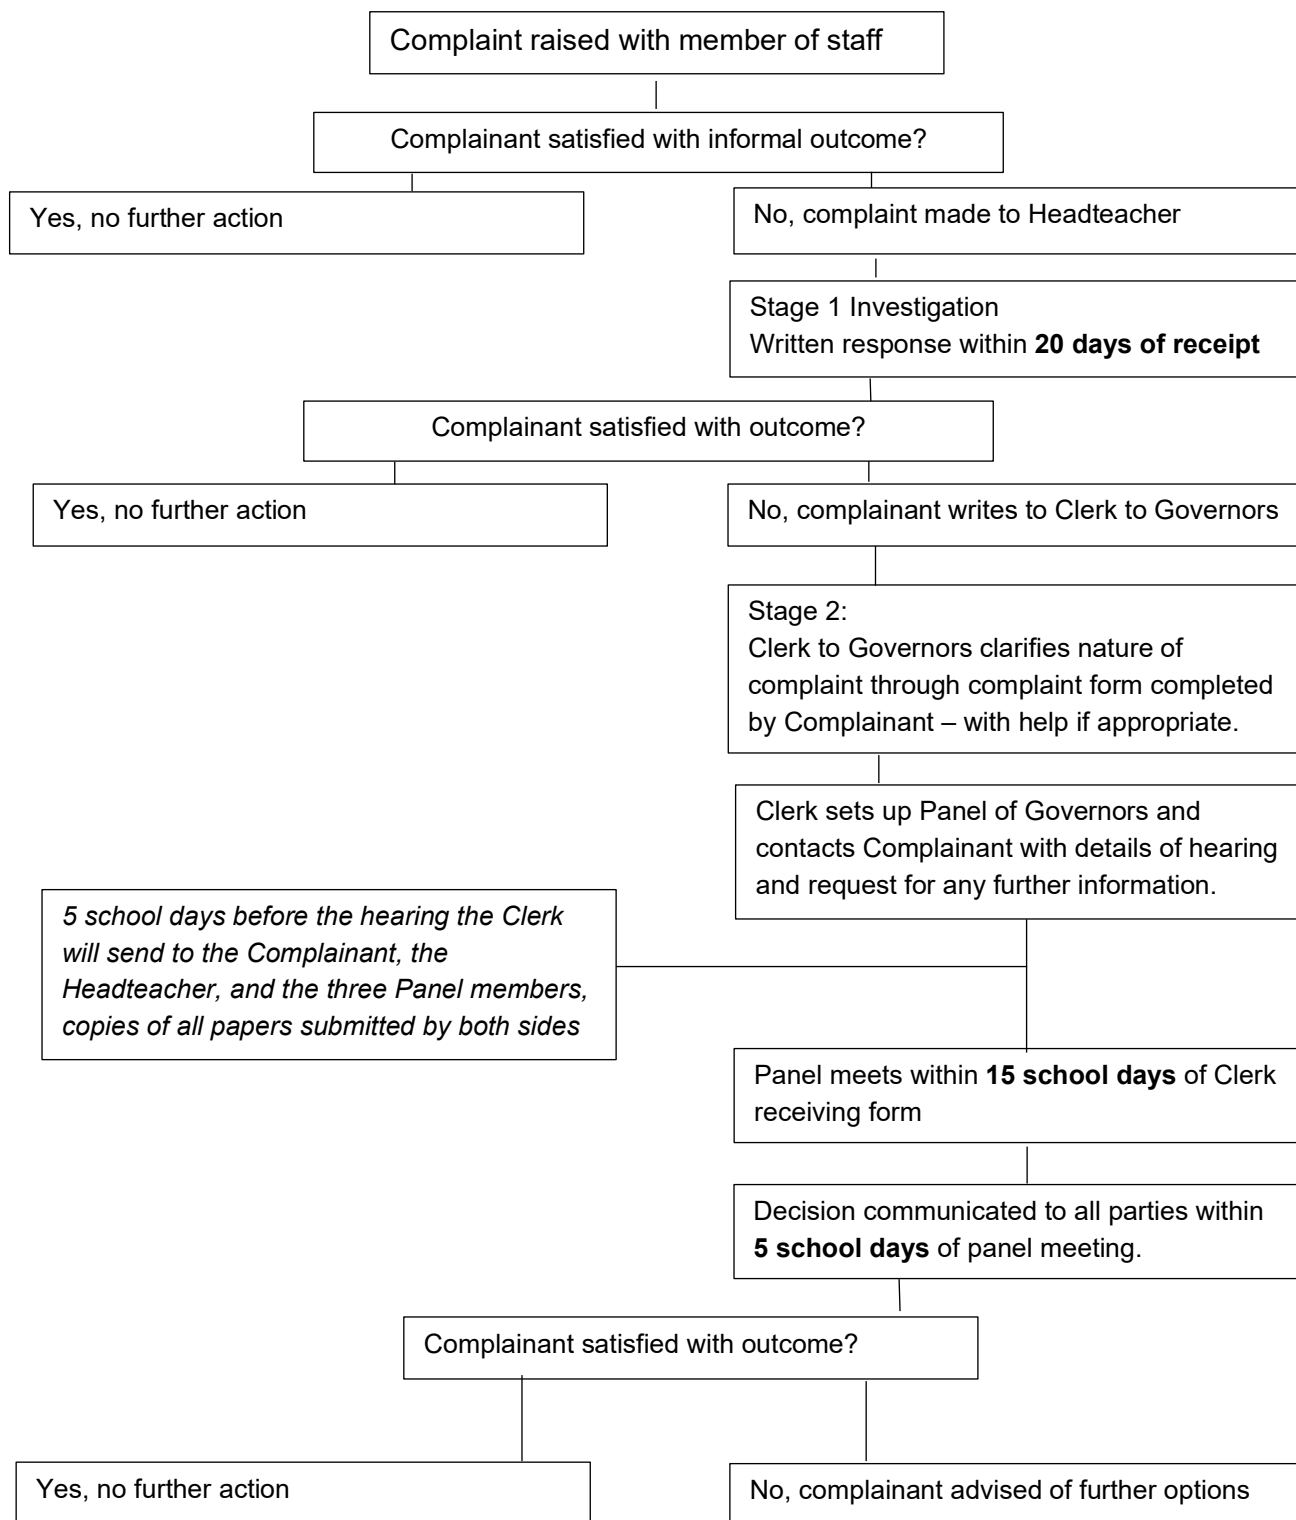 Complaint raised with member of staff
Complainant satisfied with informal outcome?
Yes, no further action
No, complaint made to Headteacher
Stage 1 Investigation
Written response within 20 days of receipt
Complainant satisfied with outcome?
Yes, no further action
No, complainant writes to Clerk to Governors
Stage 2:
Clerk to Governors clarifies nature of
complaint through complaint form completed
by Complainant – with help if appropriate.
Clerk sets up Panel of Governors and
contacts Complainant with details of hearing
and request for any further information.
5 school days before the hearing the Clerk
will send to the Complainant, the
Headteacher, and the three Panel members,
copies of all papers submitted by both sides
Panel meets within 15 school days of Clerk
receiving form
Decision communicated to all parties within
5 school days of panel meeting.
Complainant satisfied with outcome?
Yes, no further action
No, complainant advised of further options